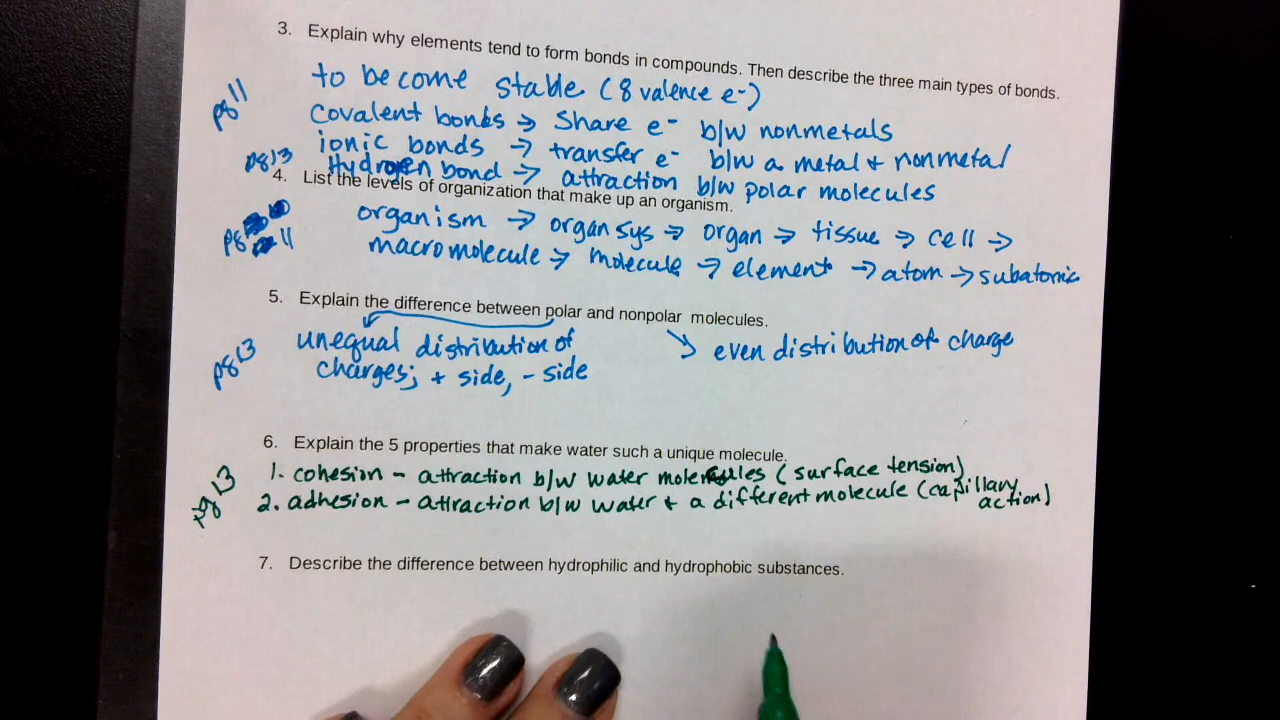 3. Explain why elements tend to form bonds in compounds. Then describe the three main types of bonds.
to become stable (8 valence e-)
pg 11
covalent bonds → share e- b/w nonmetals
ionic bonds → transfer e- b/w a metal + nonmetal
pg 13 Hydrogen bond → attraction b/w polar molecules
4. List the levels of organization that make up an organism.
organism → organ sys → organ → tissue → cell →
pg 11 macromolecule → molecule → element → atom → subatomic
5. Explain the difference between polar and nonpolar molecules.
unequal distribution of → even distribution of charge
pg 13 charges; + side, - side
6. Explain the 5 properties that make water such a unique molecule.
pg 13 1. cohesion - attraction b/w water molecules (surface tension)
2. adhesion - attraction b/w water + a different molecule (capillary action)
7. Describe the difference between hydrophilic and hydrophobic substances.